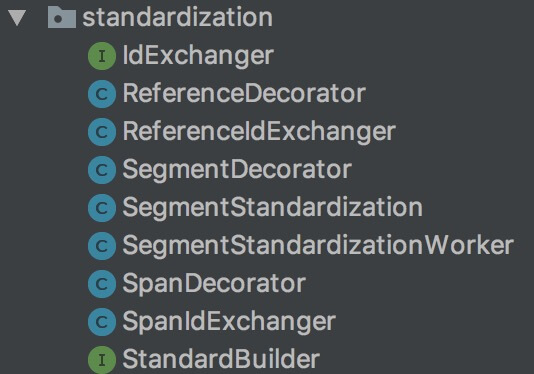 standardization
I IdExchanger
C ReferenceDecorator
C ReferenceIdExchanger
C SegmentDecorator
C SegmentStandardization
C SegmentStandardizationWorker
C SpanDecorator
C SpanIdExchanger
I StandardBuilder